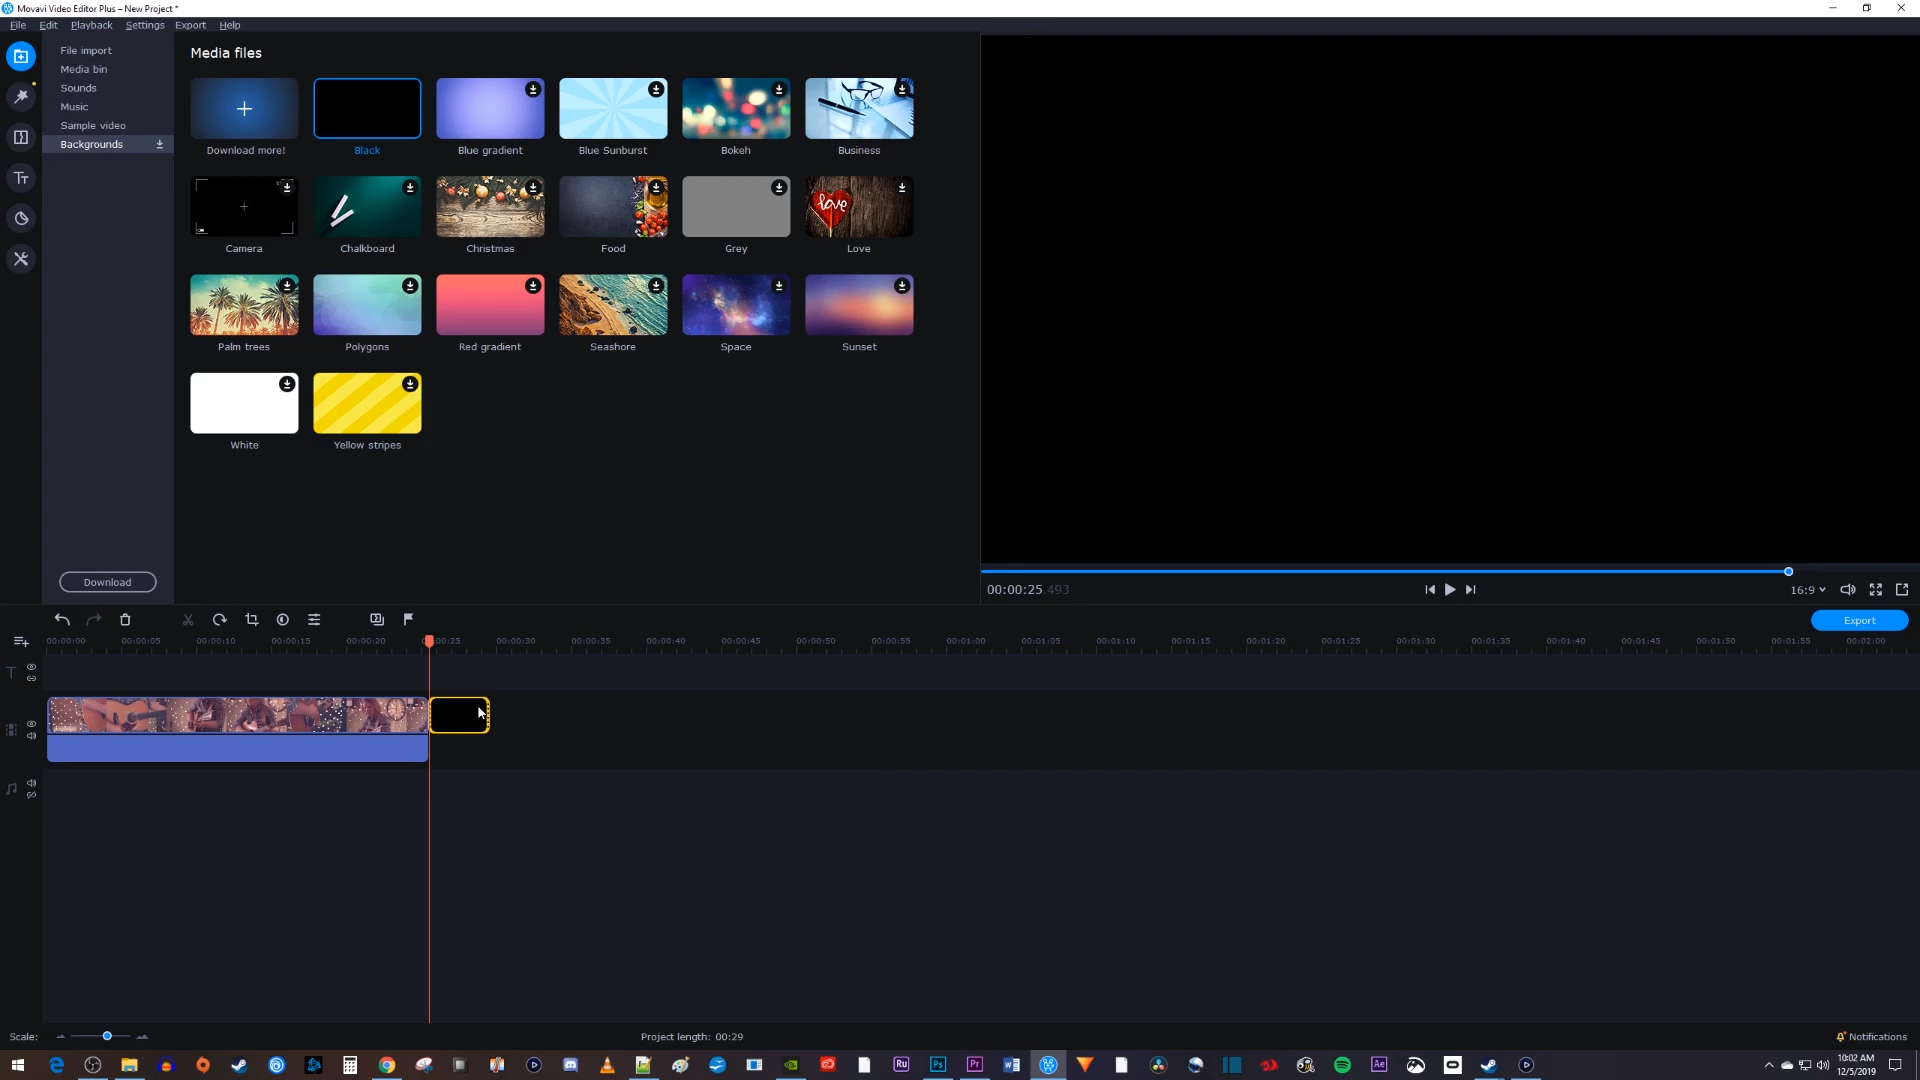 Movavi Video Editor Plus – New Project *
File Edit Playback Settings Export Help
File import
Media bin
Sounds
Music
Sample video
Backgrounds
Download
Media files
Download more!
Black
Blue gradient
Blue Sunburst
Bokeh
Business
Camera
Chalkboard
Christmas
Food
Grey
love
Love
Palm trees
Polygons
Red gradient
Seashore
Space
Sunset
White
Yellow stripes
00:00:25.493
16:9
Export
00:00:00 00:00:05 00:00:10 00:00:15 00:00:20 00:00:25 00:00:30 00:00:35 00:00:40 00:00:45 00:00:50 00:00:55 00:01:00 00:01:05 00:01:10 00:01:15 00:01:20 00:01:25 00:01:30 00:01:35 00:01:40 00:01:45 00:01:50 00:01:55 00:02:00
Scale:
Project length: 00:29
Notifications
Ru
Ps
Pr
Ae
10:02 AM
12/5/2019